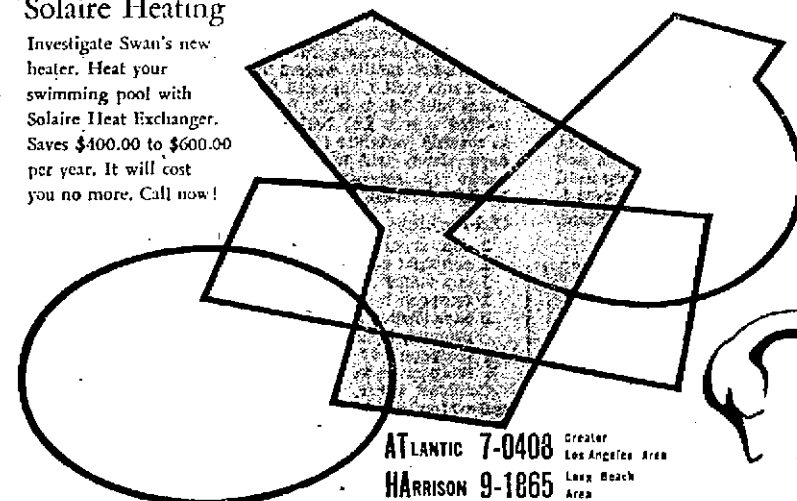 Solaire Heating
Investigate Swan's new
heater. Heat your
swimming pool with
Solaire Heat Exchanger.
Saves $400.00 to $600.00
per year. It will cost
you no more. Call now!
ATLANTIC 7-0408 Greater
Los Angeles Area
HARRISON 9-1865 Long Beach
Area